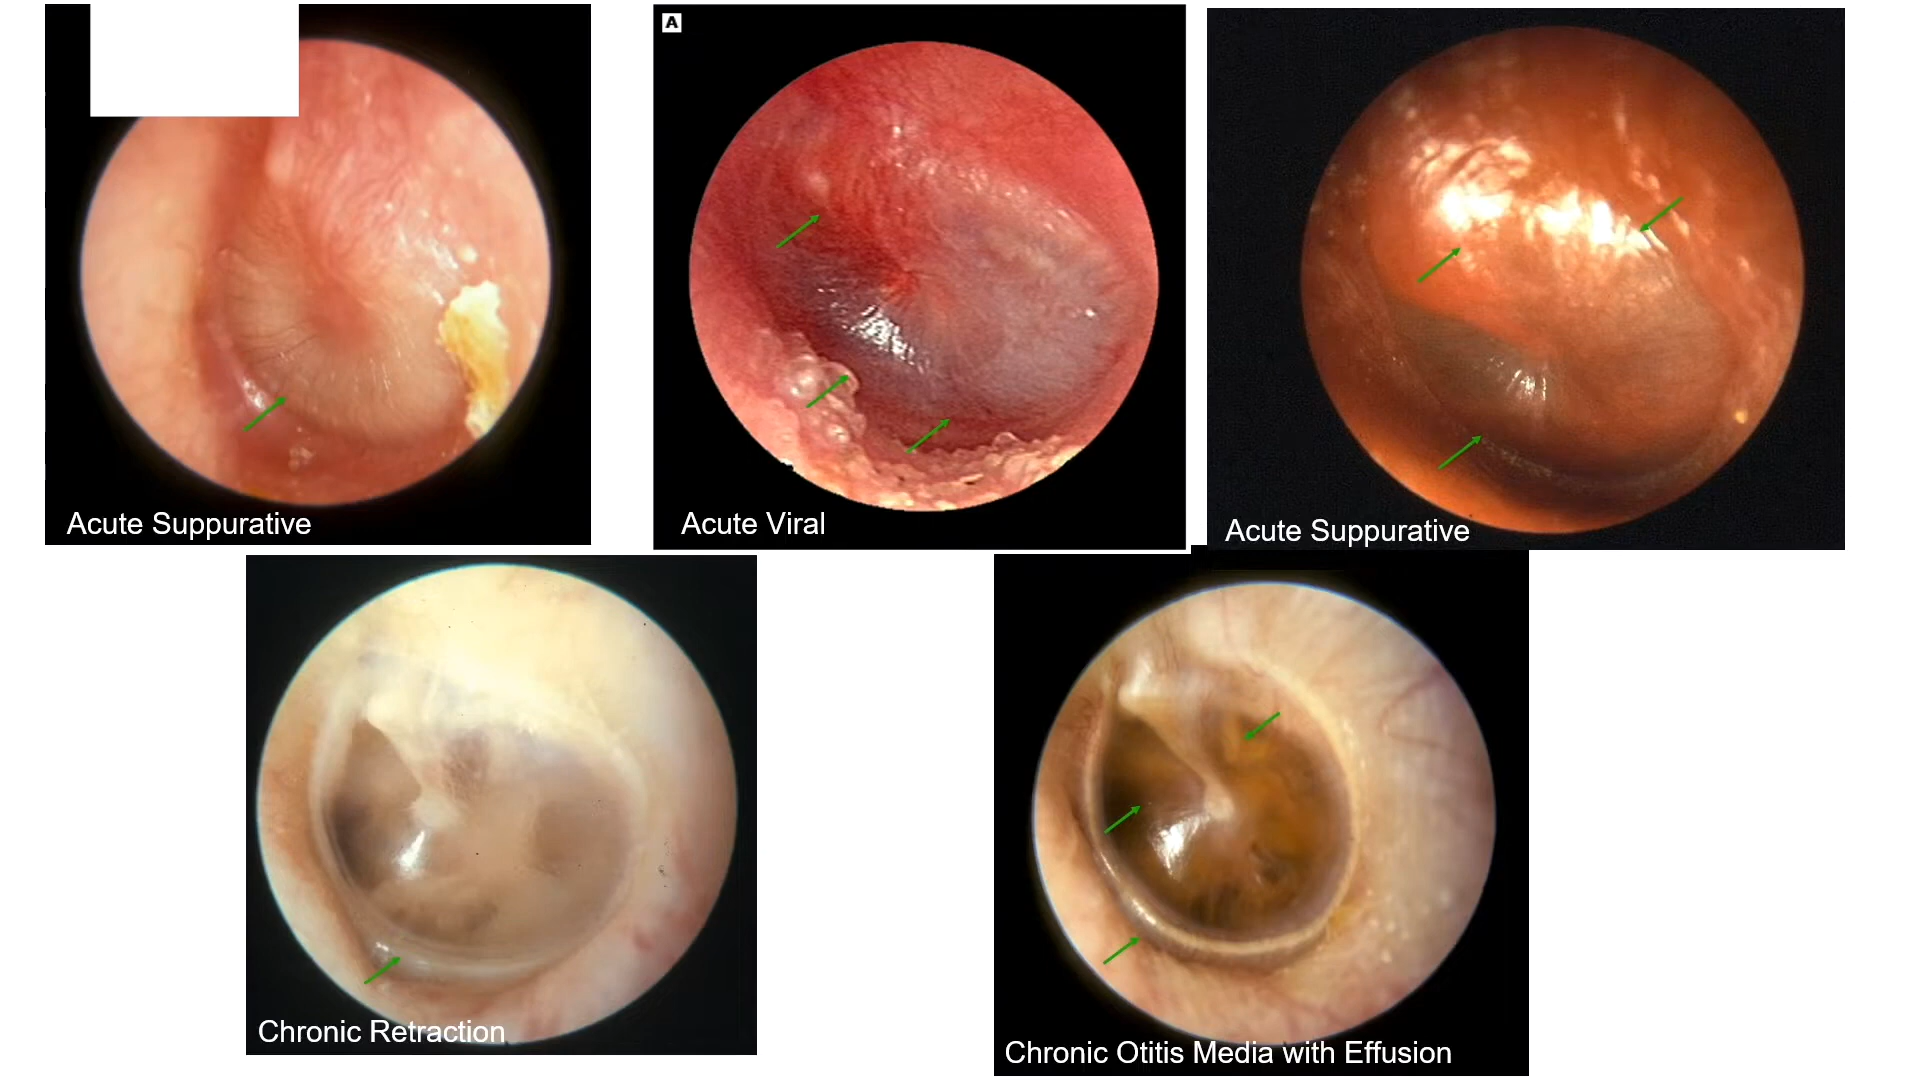 A
Acute Suppurative
Acute Viral
Acute Suppurative
Chronic Retraction
Chronic Otitis Media with Effusion